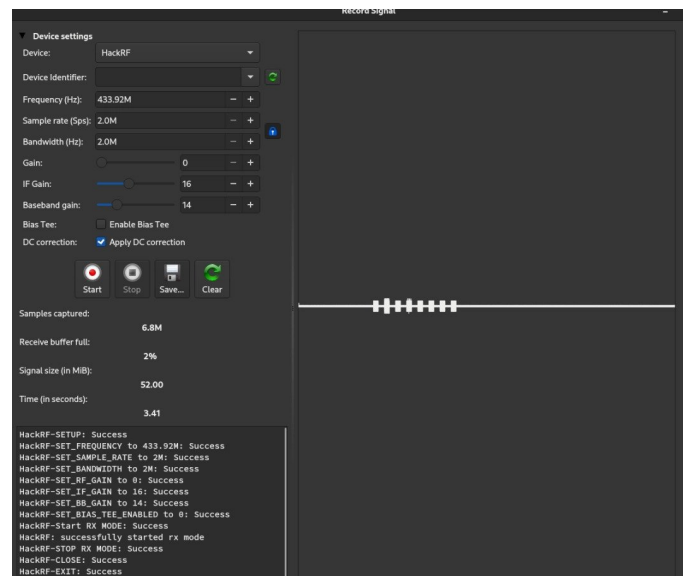 Record Signal
Device settings
Device: HackRF
Device Identifier:
Frequency (Hz): 433.92M - +
Sample rate (Sps): 2.0M - +
Bandwidth (Hz): 2.0M - +
Gain: 0 - +
IF Gain: 16 - +
Baseband gain: 14 - +
Bias Tee: Enable Bias Tee
DC correction: Apply DC correction
Start Stop Save... Clear
Samples captured:
6.8M
Receive buffer full:
2%
Signal size (in MiB):
52.00
Time (in seconds):
3.41
HackRF-SETUP: Success
HackRF-SET_FREQUENCY to 433.92M: Success
HackRF-SET_SAMPLE_RATE to 2M: Success
HackRF-SET_BANDWIDTH to 2M: Success
HackRF-SET_RF_GAIN to 0: Success
HackRF-SET_IF_GAIN to 16: Success
HackRF-SET_BB_GAIN to 14: Success
HackRF-SET_BIAS_TEE_ENABLED to 0: Success
HackRF-Start RX MODE: Success
HackRF: successfully started rx mode
HackRF-STOP RX MODE: Success
HackRF-CLOSE: Success
HackRF-EXIT: Success